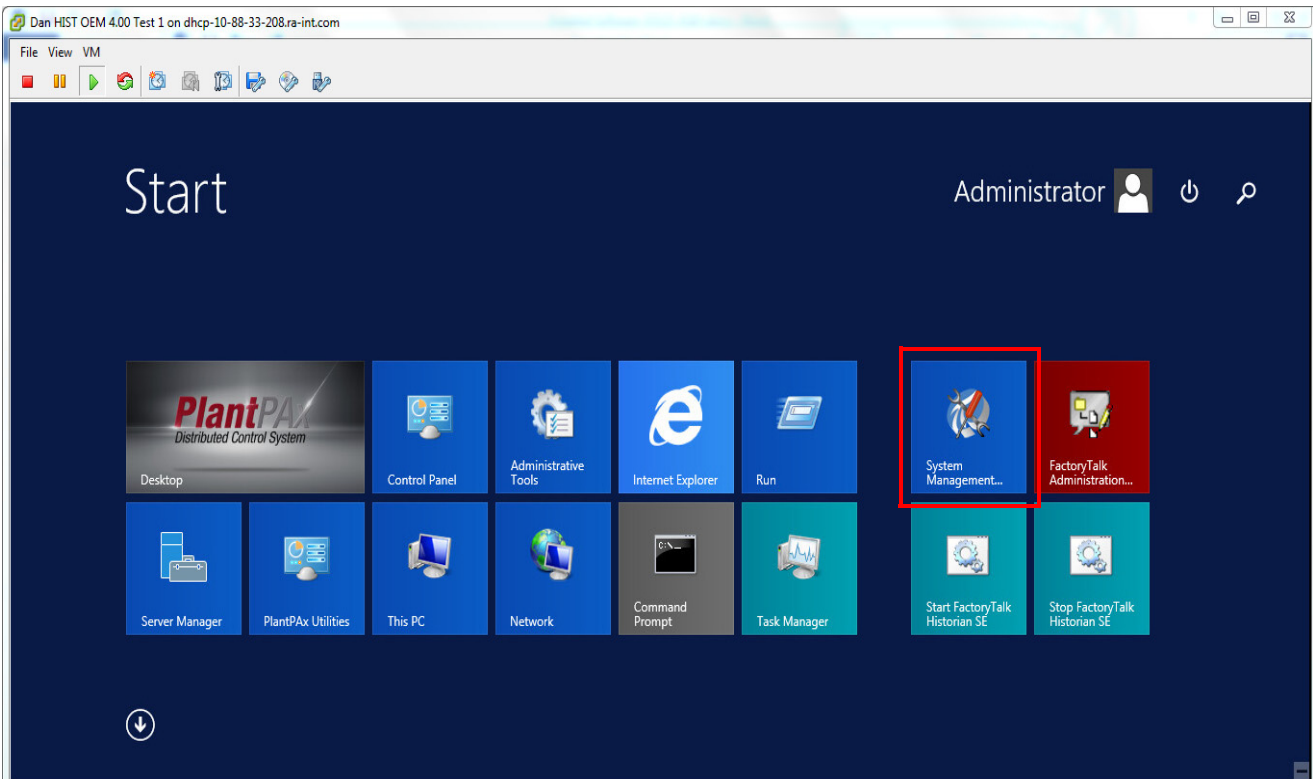 Dan HIST OEM 4.00 Test 1 on dhcp-10-88-33-208.ra-int.com
File View VM
Start
Administrator
PlantPAx
Distributed Control System
Desktop
Control Panel
Administrative
Tools
Internet Explorer
Run
System
Management...
FactoryTalk
Administration...
Server Manager
PlantPAx Utilities
This PC
Network
C:\_
Command
Prompt
Task Manager
Start FactoryTalk
Historian SE
Stop FactoryTalk
Historian SE